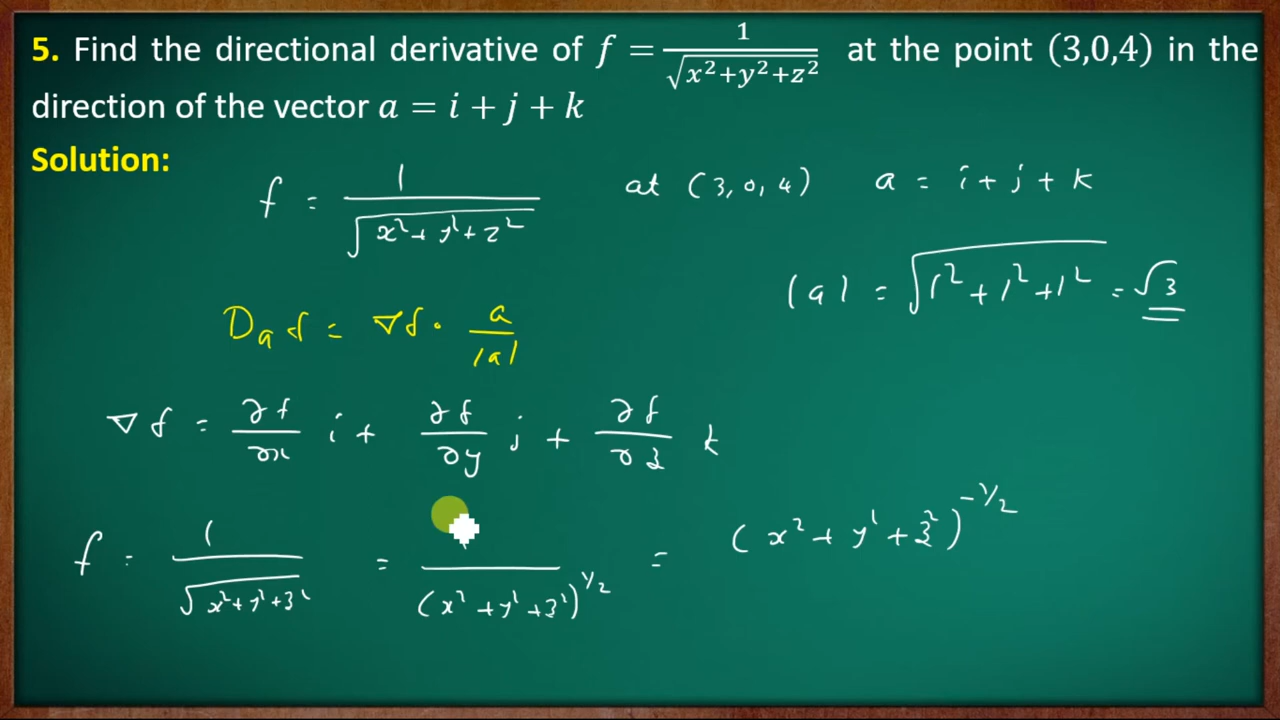 5. Find the directional derivative of f = 1/√(x²+y²+z²) at the point (3,0,4) in the
direction of the vector a = i + j + k
Solution:
f = 1/√(x²+y²+z²) at (3, 0, 4) a = i + j + k
|a| = √(1²+1²+1²) = √3
Dₐf = ∇f · a/|a|
∇f = ∂f/∂x i + ∂f/∂y j + ∂f/∂z k
f = 1/√(x²+y²+z²) = 1/(x²+y²+z²)^1/2 = (x²+y²+z²)^-1/2